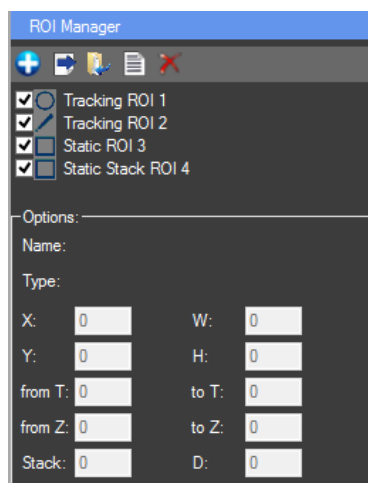 ROI Manager
Tracking ROI 1
Tracking ROI 2
Static ROI 3
Static Stack ROI 4
Options:
Name:
Type:
X: 0 W: 0
Y: 0 H: 0
from T: 0 to T: 0
from Z: 0 to Z: 0
Stack: 0 D: 0